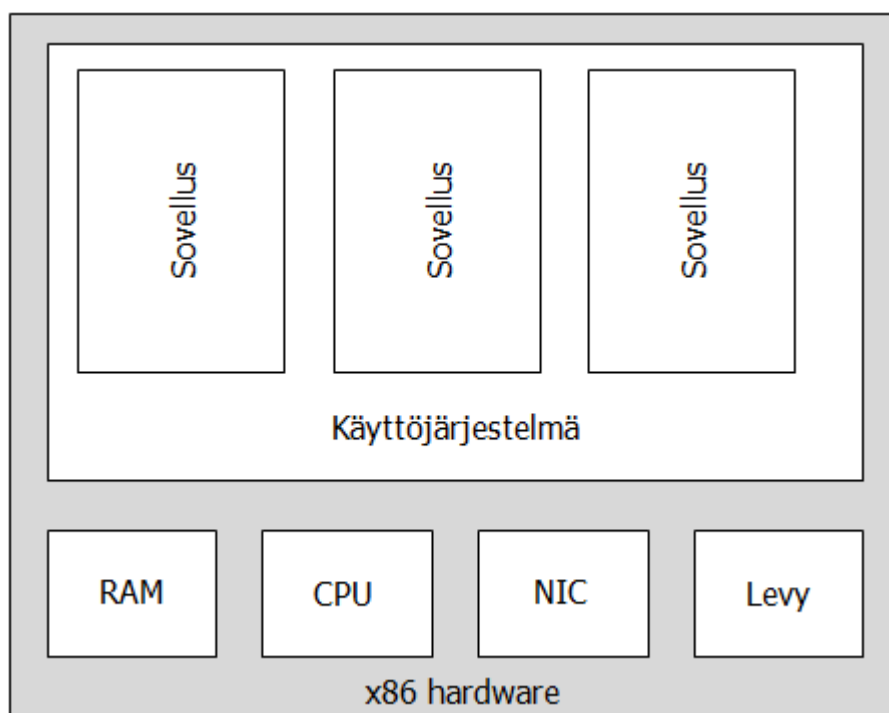 Sovellus
Sovellus
Sovellus
Käyttöjärjestelmä
RAM
CPU
NIC
Levy
x86 hardware